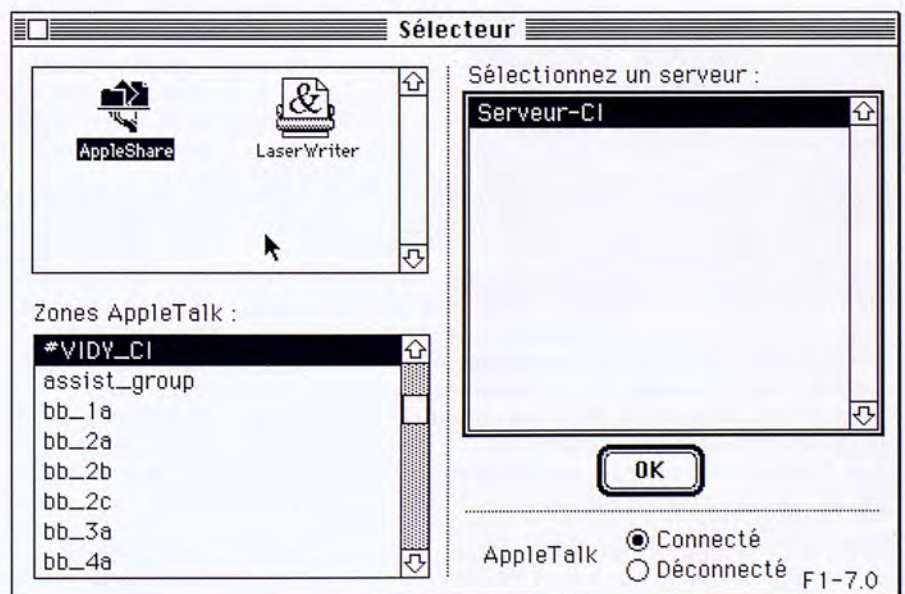 Sélecteur
AppleShare
LaserWriter
Zones AppleTalk :
#VIDY_CI
assist_group
bb_1a
bb_2a
bb_2b
bb_2c
bb_3a
bb_4a
Sélectionnez un serveur :
Serveur-CI
OK
AppleTalk
Connecté
Déconnecté
F1-7.0